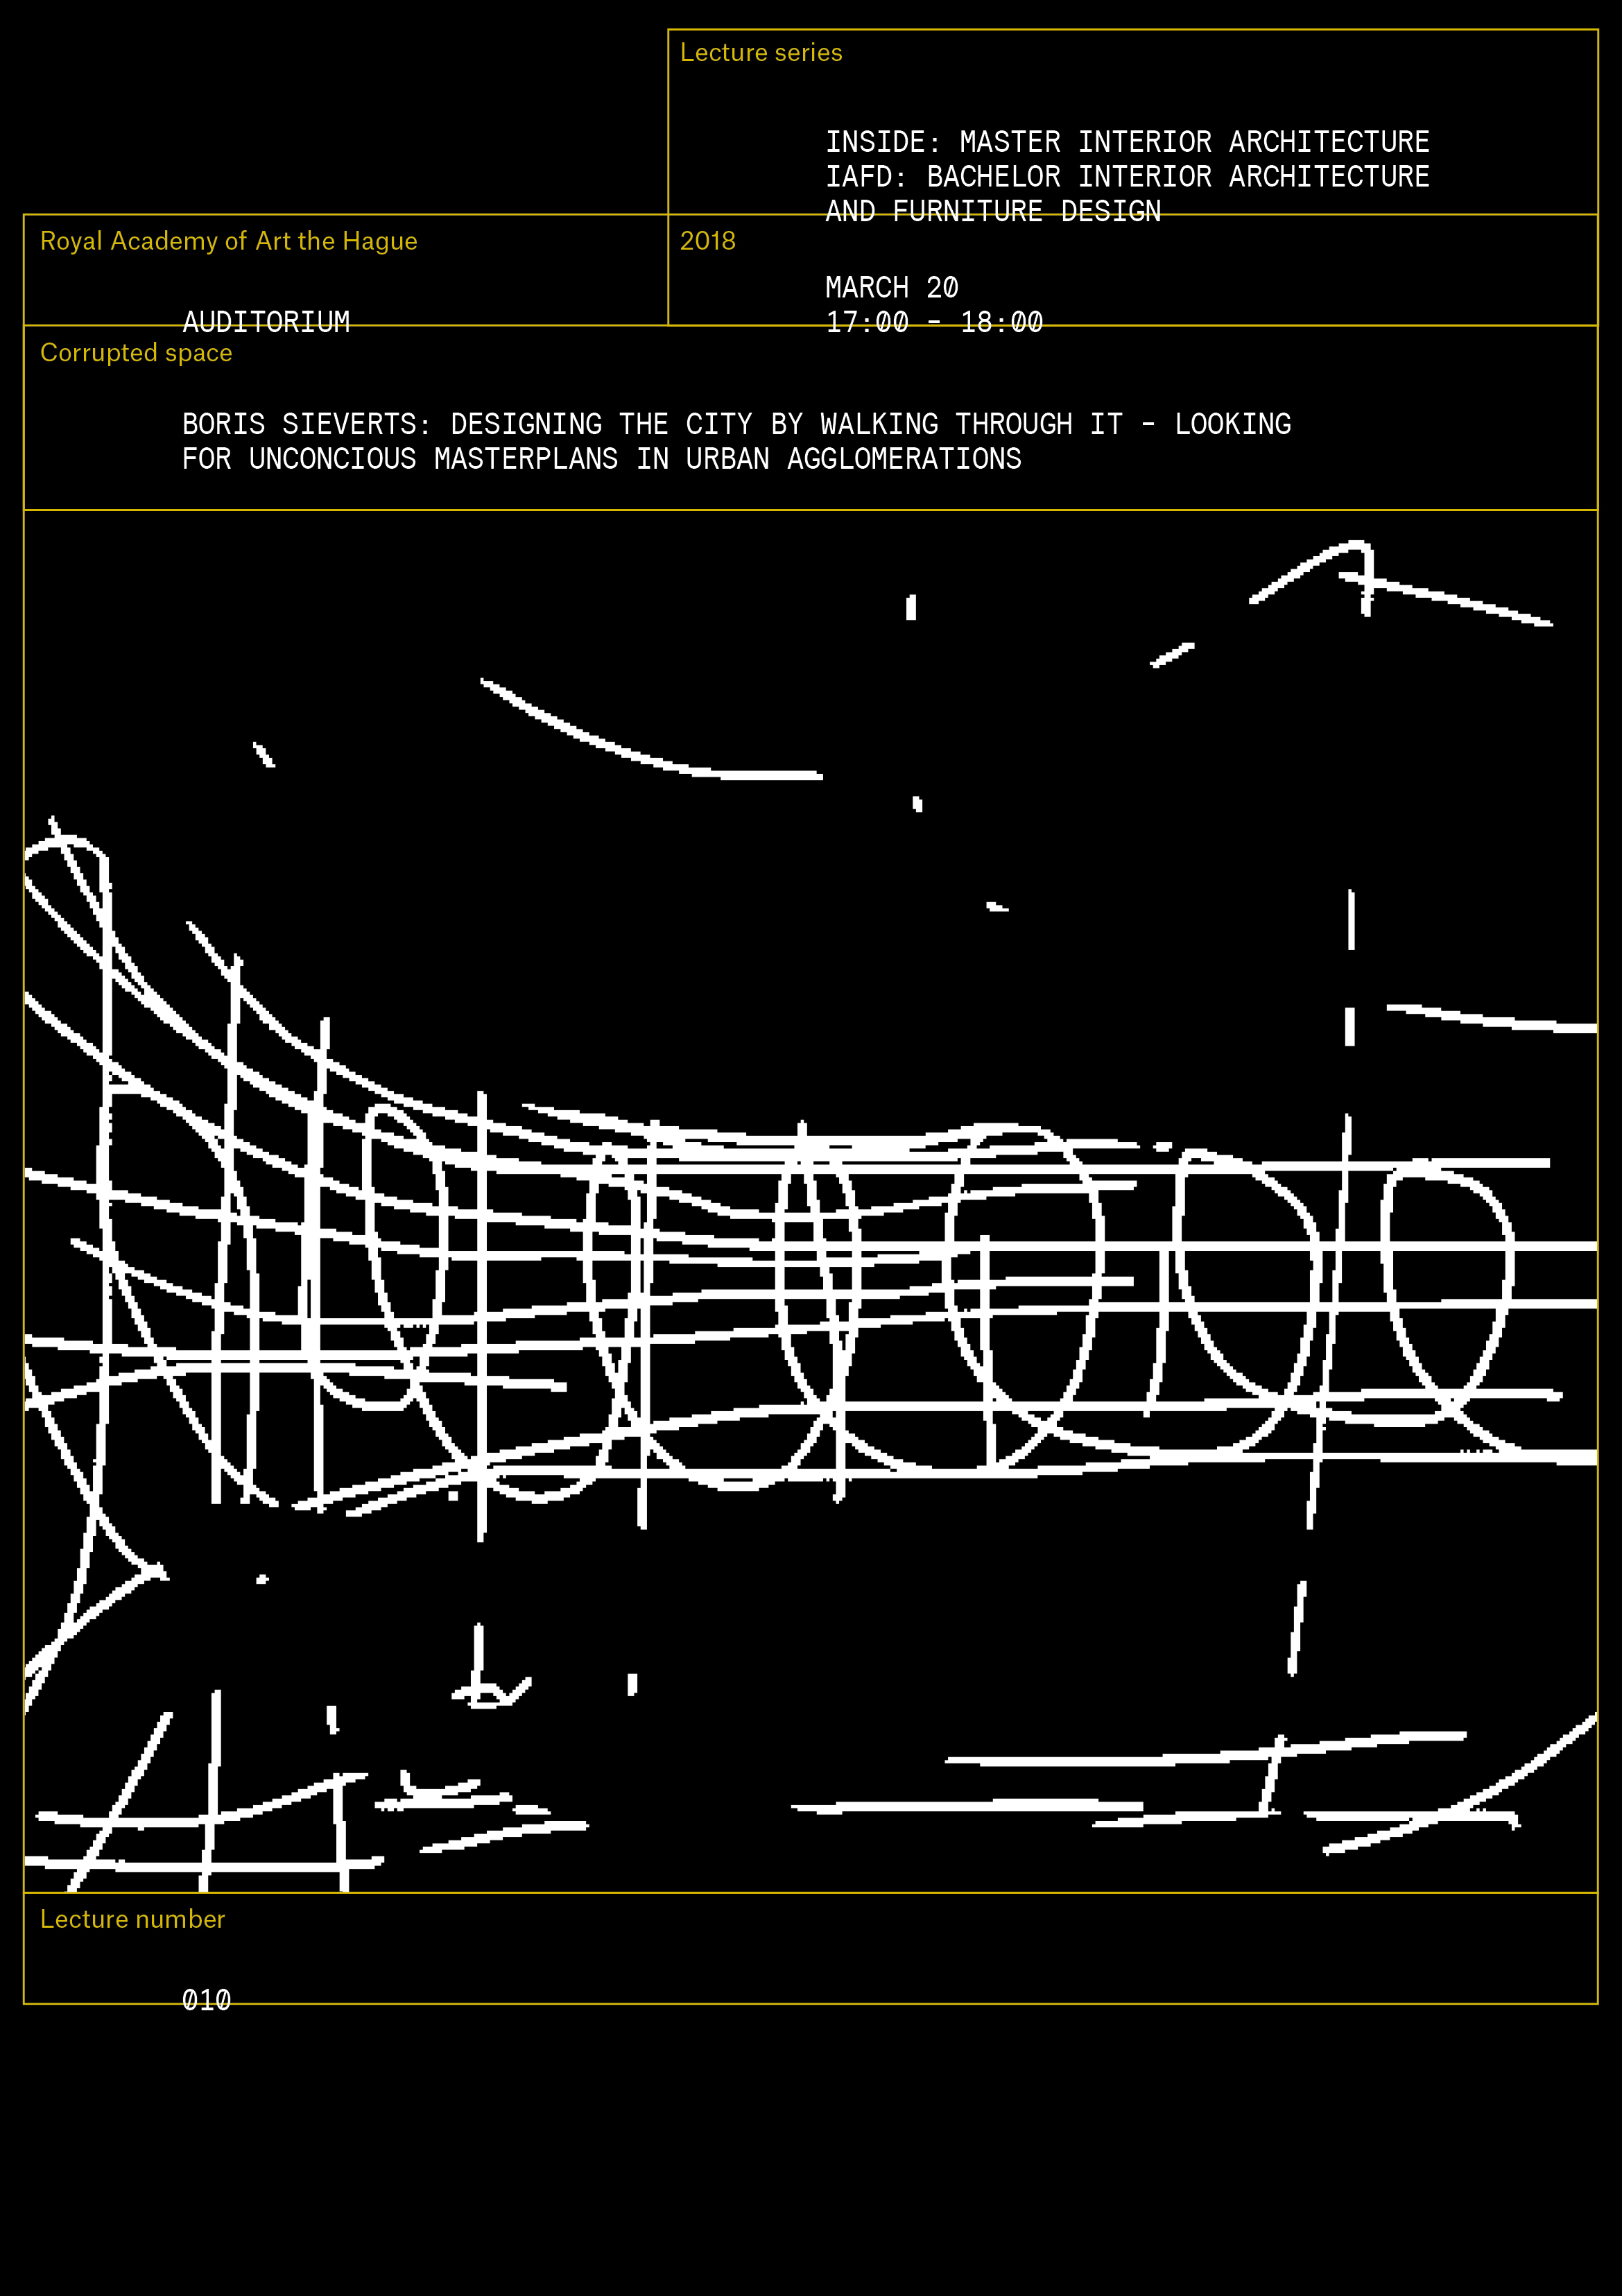 Lecture series
INSIDE: MASTER INTERIOR ARCHITECTURE
IAFD: BACHELOR INTERIOR ARCHITECTURE
AND FURNITURE DESIGN
Royal Academy of Art the Hague
AUDITORIUM
2018
MARCH 20
17:00 – 18:00
Corrupted space
BORIS SIEVERTS: DESIGNING THE CITY BY WALKING THROUGH IT – LOOKING
FOR UNCONCIOUS MASTERPLANS IN URBAN AGGLOMERATIONS
Lecture number
010